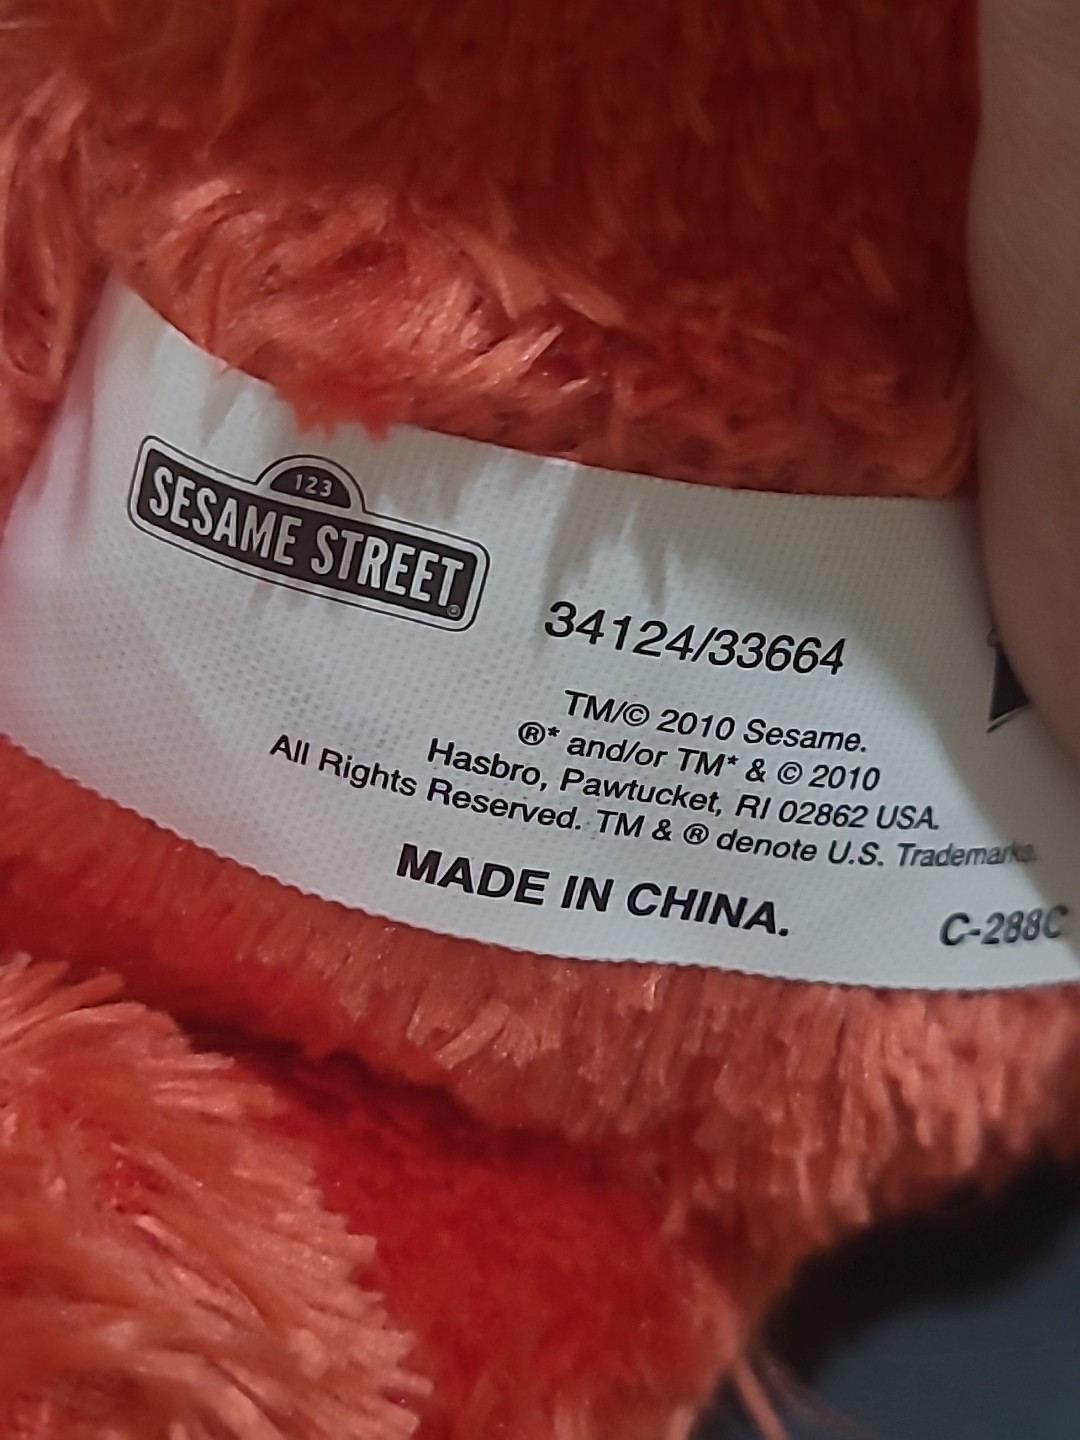 123
SESAME STREET®
34124/33664
TM/© 2010 Sesame.
®* and/or TM* & © 2010
Hasbro, Pawtucket, RI 02862 USA.
All Rights Reserved. TM & ® denote U.S. Trademarks.
MADE IN CHINA.
C-288C